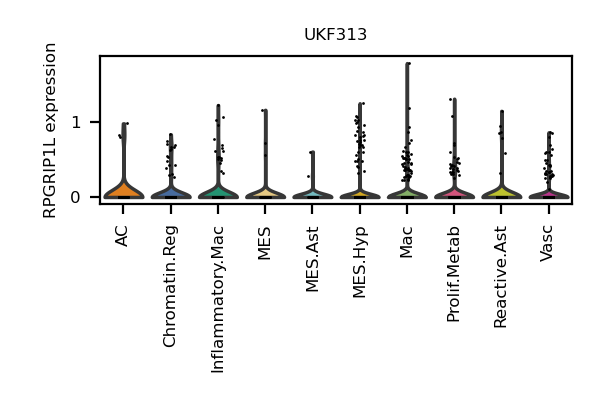 UKF313
RPGRIP1L expression
1
0
AC
Chromatin.Reg
Inflammatory.Mac
MES
MES.Ast
MES.Hyp
Mac
Prolif.Metab
Reactive.Ast
Vasc